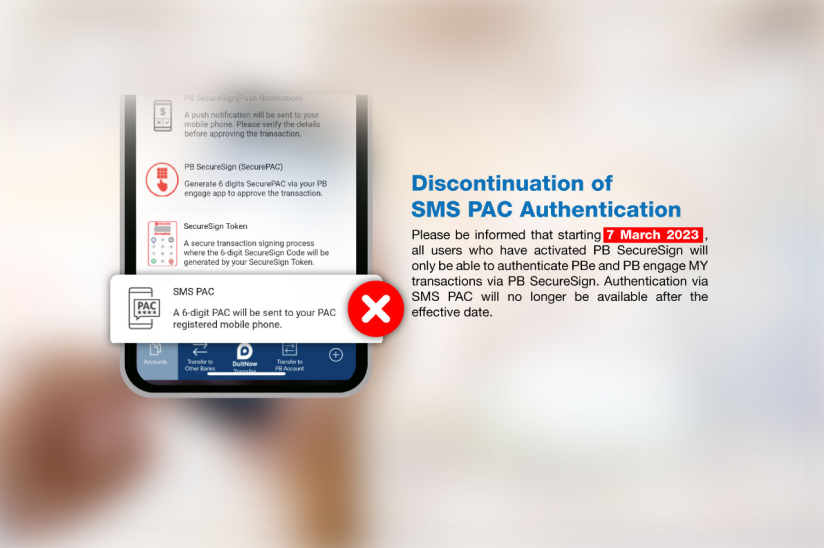 PB SecureSign(Push Notification)
A push notification will be sent to your
mobile phone. Please verify the details
before approving the transaction.
PB SecureSign (SecurePAC)
Generate 6 digits SecurePAC via your PB
engage app to approve the transaction.
SecureSign Token
A secure transaction signing process
where the 6-digit SecureSign Code will be
generated by your SecureSign Token.
PAC
SMS PAC
A 6-digit PAC will be sent to your PAC
registered mobile phone.
Accounts
Transfer to
Other Banks
DuitNow
Transfer
Transfer to
PB Account
Discontinuation of
SMS PAC Authentication
Please be informed that starting 7 March 2023 ,
all users who have activated PB SecureSign will
only be able to authenticate PBe and PB engage MY
transactions via PB SecureSign. Authentication via
SMS PAC will no longer be available after the
effective date.